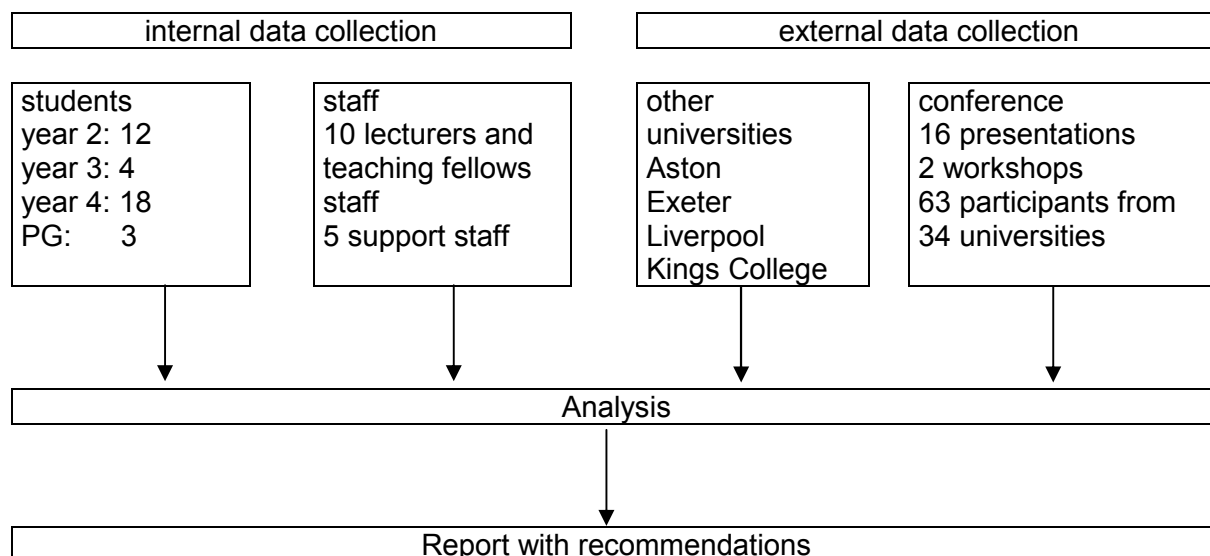 internal data collection
external data collection
students
year 2: 12
year 3: 4
year 4: 18
PG: 3
staff
10 lecturers and
teaching fellows
staff
5 support staff
other
universities
Aston
Exeter
Liverpool
Kings College
conference
16 presentations
2 workshops
63 participants from
34 universities
Analysis
Report with recommendations